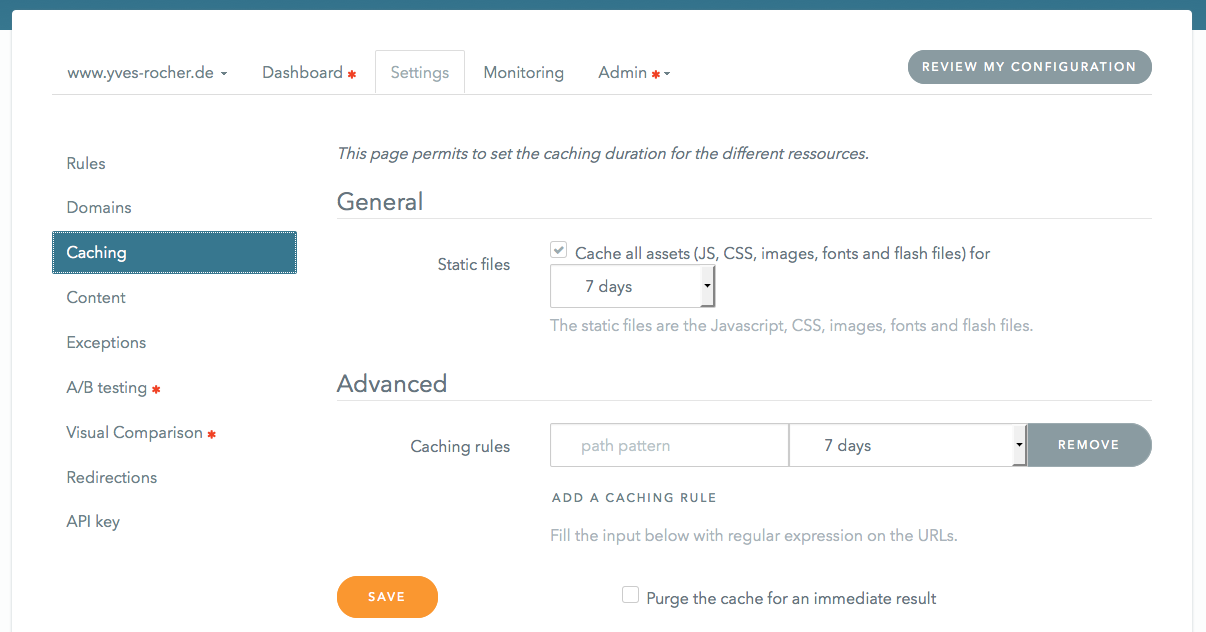 www.yves-rocher.de Dashboard * Settings Monitoring Admin * REVIEW MY CONFIGURATION
Rules
Domains
Caching
Content
Exceptions
A/B testing *
Visual Comparison *
Redirections
API key
This page permits to set the caching duration for the different ressources.
General
Static files
Cache all assets (JS, CSS, images, fonts and flash files) for
7 days
The static files are the Javascript, CSS, images, fonts and flash files.
Advanced
Caching rules path pattern 7 days REMOVE
ADD A CACHING RULE
Fill the input below with regular expression on the URLs.
SAVE Purge the cache for an immediate result